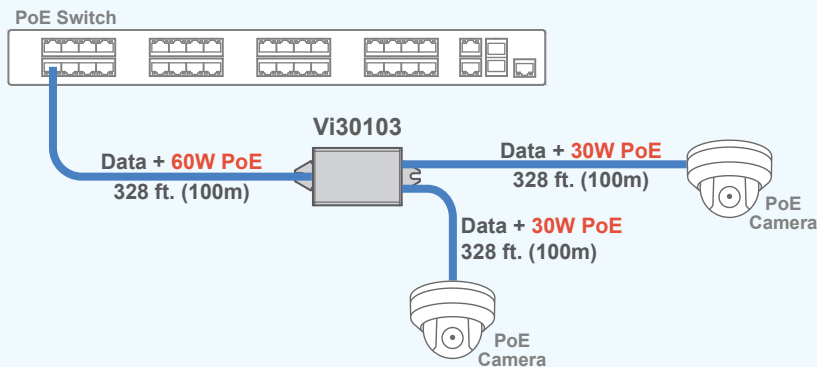 PoE Switch
Vi30103
Data + 60W PoE
328 ft. (100m)
Data + 30W PoE
328 ft. (100m)
PoE
Camera
Data + 30W PoE
328 ft. (100m)
PoE
Camera